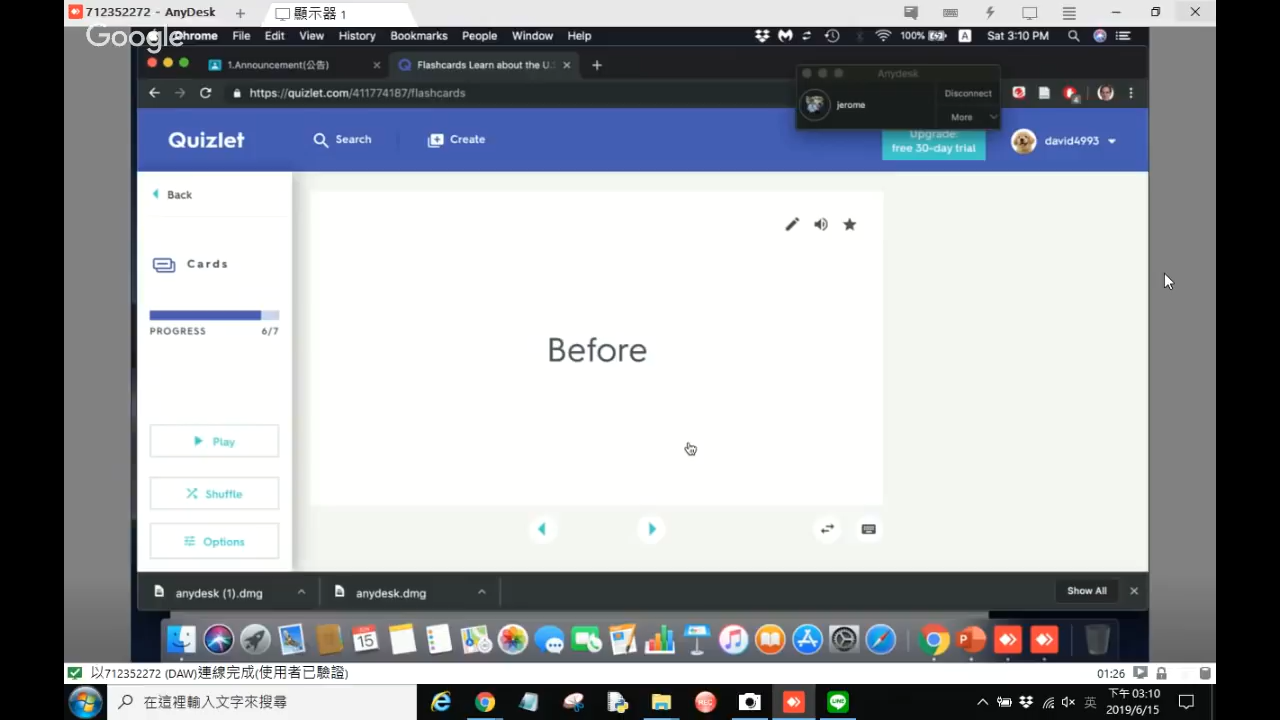 712352272 - AnyDesk
顯示器 1
Google
Chrome File Edit View History Bookmarks People Window Help
100%
A
Sat 3:10 PM
1.Announcement(公告)
Flashcards Learn about the U.
Anydesk
https://quizlet.com/411774187/flashcards
jerome
Disconnect
More
Quizlet
Search
Create
Upgrade:
free 30-day trial
david4993
Back
Cards
PROGRESS 6/7
Before
Play
Shuffle
Options
anydesk (1).dmg
anydesk.dmg
Show All
15
以712352272 (DAW)連線完成(使用者已驗證)
01:26
在這裡輸入文字來搜尋
REC
LINE
英
下午 03:10
2019/6/15